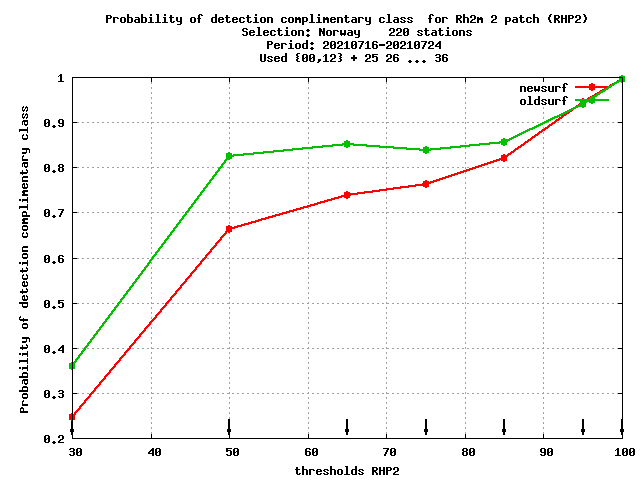 Probability of detection complimentary class  for Rh2m 2 patch (RHP2)
Selection: Norway    220 stations
Period: 20210716-20210724
Used {00,12} + 25 26 ... 36
Probability of detection complimentary class
1
0.9
0.8
0.7
0.6
0.5
0.4
0.3
0.2
newsurf
oldsurf
30 40 50 60 70 80 90 100
thresholds RHP2